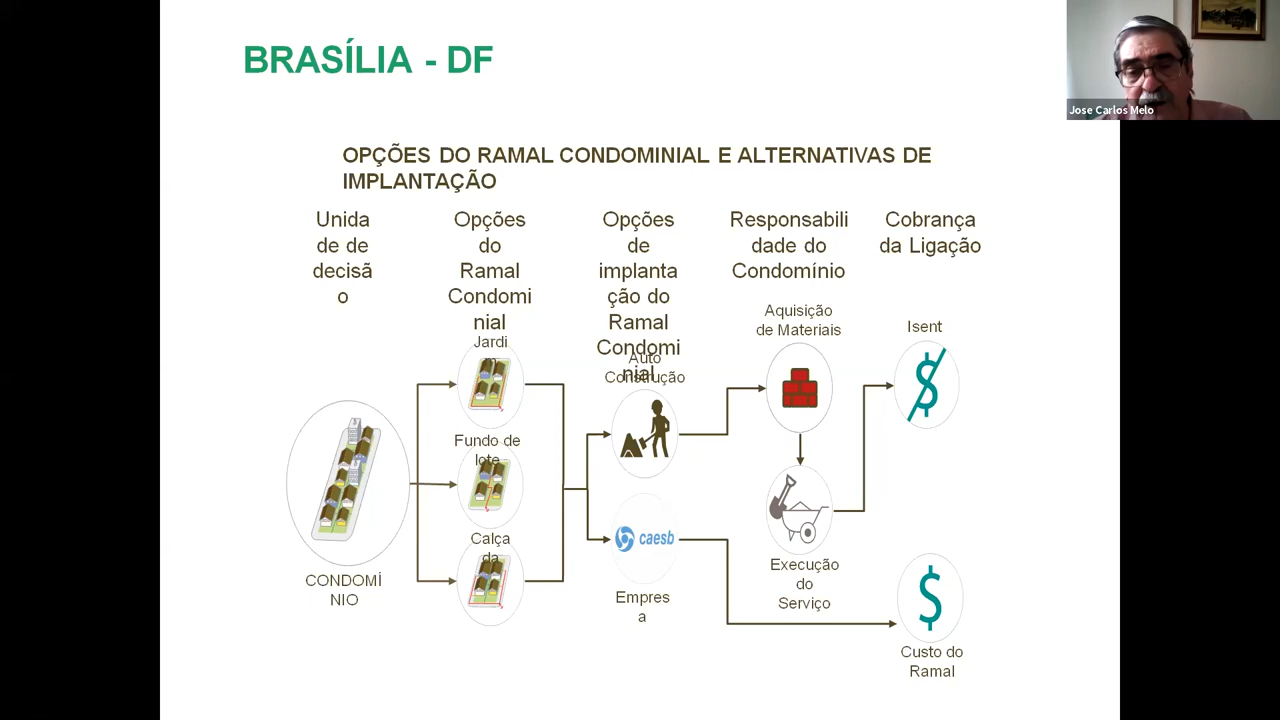 BRASÍLIA - DF
Jose Carlos Melo
OPÇÕES DO RAMAL CONDOMINIAL E ALTERNATIVAS DE
IMPLANTAÇÃO
Unida
de de
decisã
o
Opções
do
Ramal
Condomi
nial
Opções
de
implanta
ção do
Ramal
Condomi
nial
Responsabili
dade do
Condomínio
Cobrança
da Ligação
CONDOMÍ
NIO
Jardi
m
Fundo de
lote
Calça
da
Auto
Construção
caesb
Empres
a
Aquisição
de Materiais
Execução
do
Serviço
Isent
Custo do
Ramal